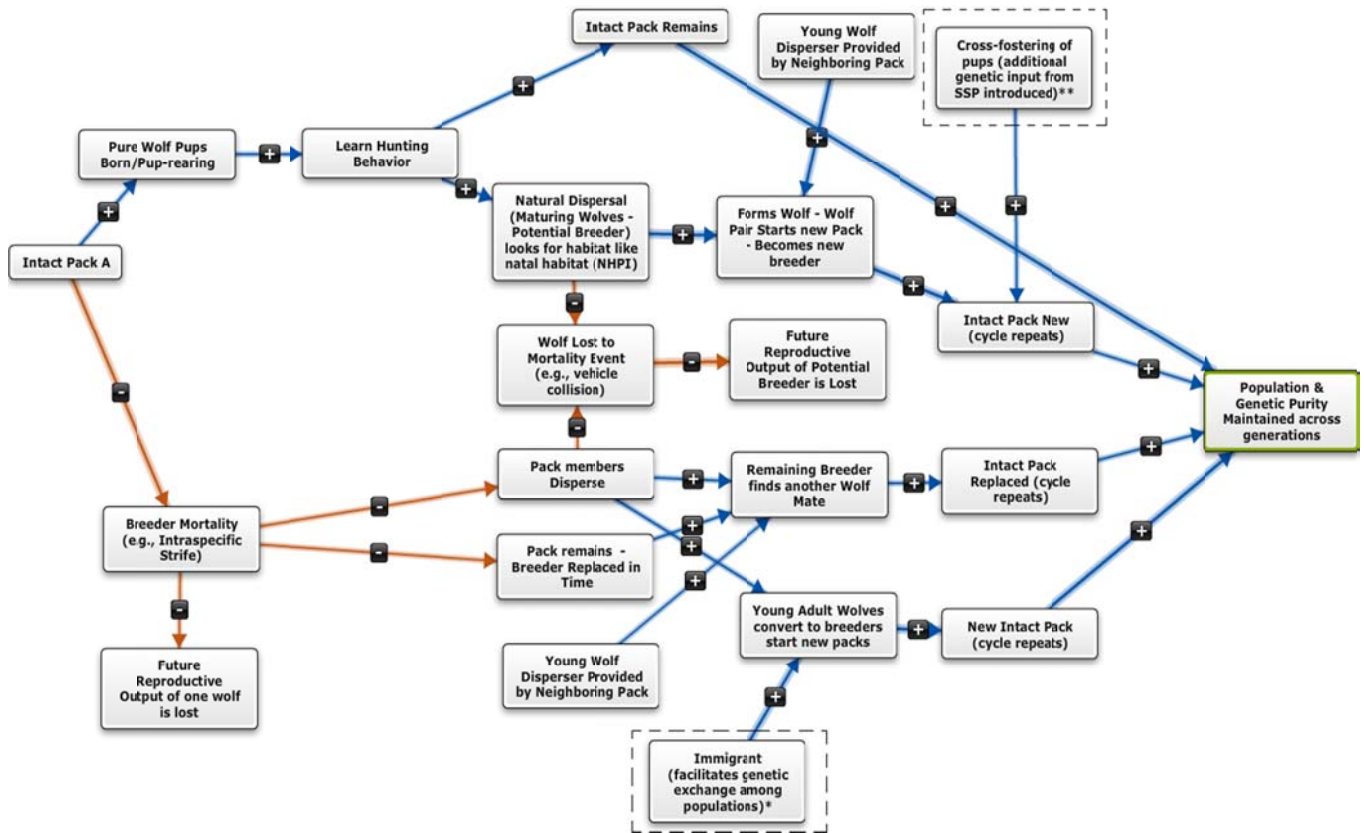 Intact Pack Remains
Young Wolf
Disperser Provided
by Neighboring Pack
Cross-fostering of
pups (additional
genetic input from
SSP introduced)**
+
+
Pure Wolf Pups
Born/Pup-rearing
+
Learn Hunting
Behavior
+
Natural Dispersal
(Maturing Wolves -
Potential Breeder)
looks for habitat like
natal habitat (NHPI)
+
Forms Wolf - Wolf
Pair Starts new Pack
- Becomes new
breeder
+
+
+
Intact Pack A
-
+
Intact Pack New
(cycle repeats)
Wolf Lost to
Mortality Event
(e.g., vehicle
collision)
-
Future
Reproductive
Output of Potential
Breeder is Lost
+
-
-
Population &
Genetic Purity
Maintained across
generations
Pack members
Disperse
+
Remaining Breeder
finds another Wolf
Mate
+
Intact Pack
Replaced (cycle
repeats)
+
Breeder Mortality
(e.g., Intraspecific
Strife)
-
-
Pack remains -
Breeder Replaced in
Time
+
+
+
+
-
Young Adult Wolves
convert to breeders
start new packs
+
New Intact Pack
(cycle repeats)
Future
Reproductive
Output of one wolf
is lost
Young Wolf
Disperser Provided
by Neighboring Pack
+
Immigrant
(facilitates genetic
exchange among
populations)*